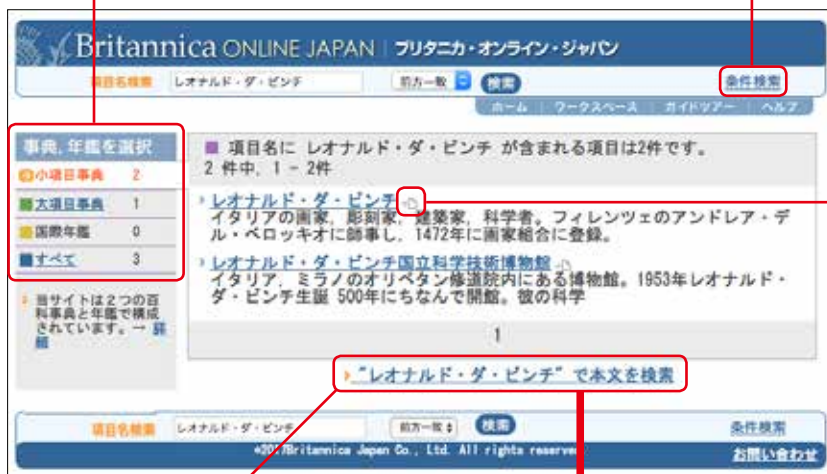 Britannica ONLINE JAPAN | ブリタニカ・オンライン・ジャパン
項目名検索 レオナルド・ダ・ビンチ 前方一致 検索 条件検索
ホーム | ワークスペース | ガイドツアー | ヘルプ
事典、年鑑を選択
小項目事典 2
大項目事典 1
国際年鑑 0
すべて 3
当サイトは２つの百
科事典と年鑑で構成
されています。→ 詳
細
■ 項目名に レオナルド・ダ・ビンチ が含まれる項目は2件です。
2 件中、1 - 2件
レオナルド・ダ・ビンチ
イタリアの画家、彫刻家、建築家、科学者。フィレンツェのアンドレア・デ
ル・ベロッキオに師事し、1472年に画家組合に登録。
レオナルド・ダ・ビンチ国立科学技術博物館
イタリア、ミラノのオリベタン修道院内にある博物館。1953年レオナルド・
ダ・ビンチ生誕 500年にちなんで開館。彼の科学
1
"レオナルド・ダ・ビンチ" で本文を検索
項目名検索 レオナルド・ダ・ビンチ 前方一致 検索 条件検索
©2017Britannica Japan Co., Ltd. All rights reserve
お問い合わせ